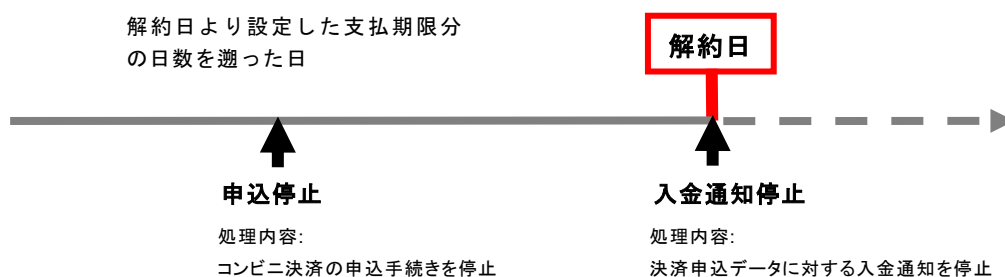 解約日より設定した支払期限分
の日数を遡った日
解約日
申込停止
処理内容:
コンビニ決済の申込手続きを停止
入金通知停止
処理内容:
決済申込データに対する入金通知を停止